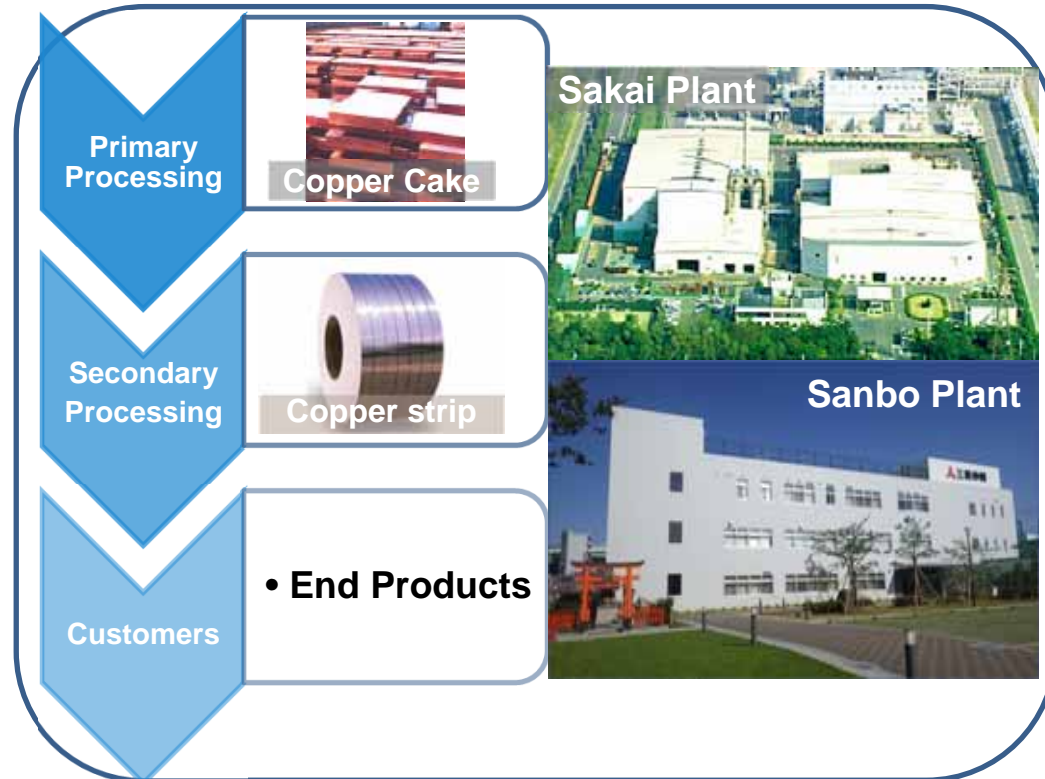 Primary
Processing
Copper Cake
Sakai Plant
Secondary
Processing
Copper strip
Sanbo Plant
Customers
• End Products